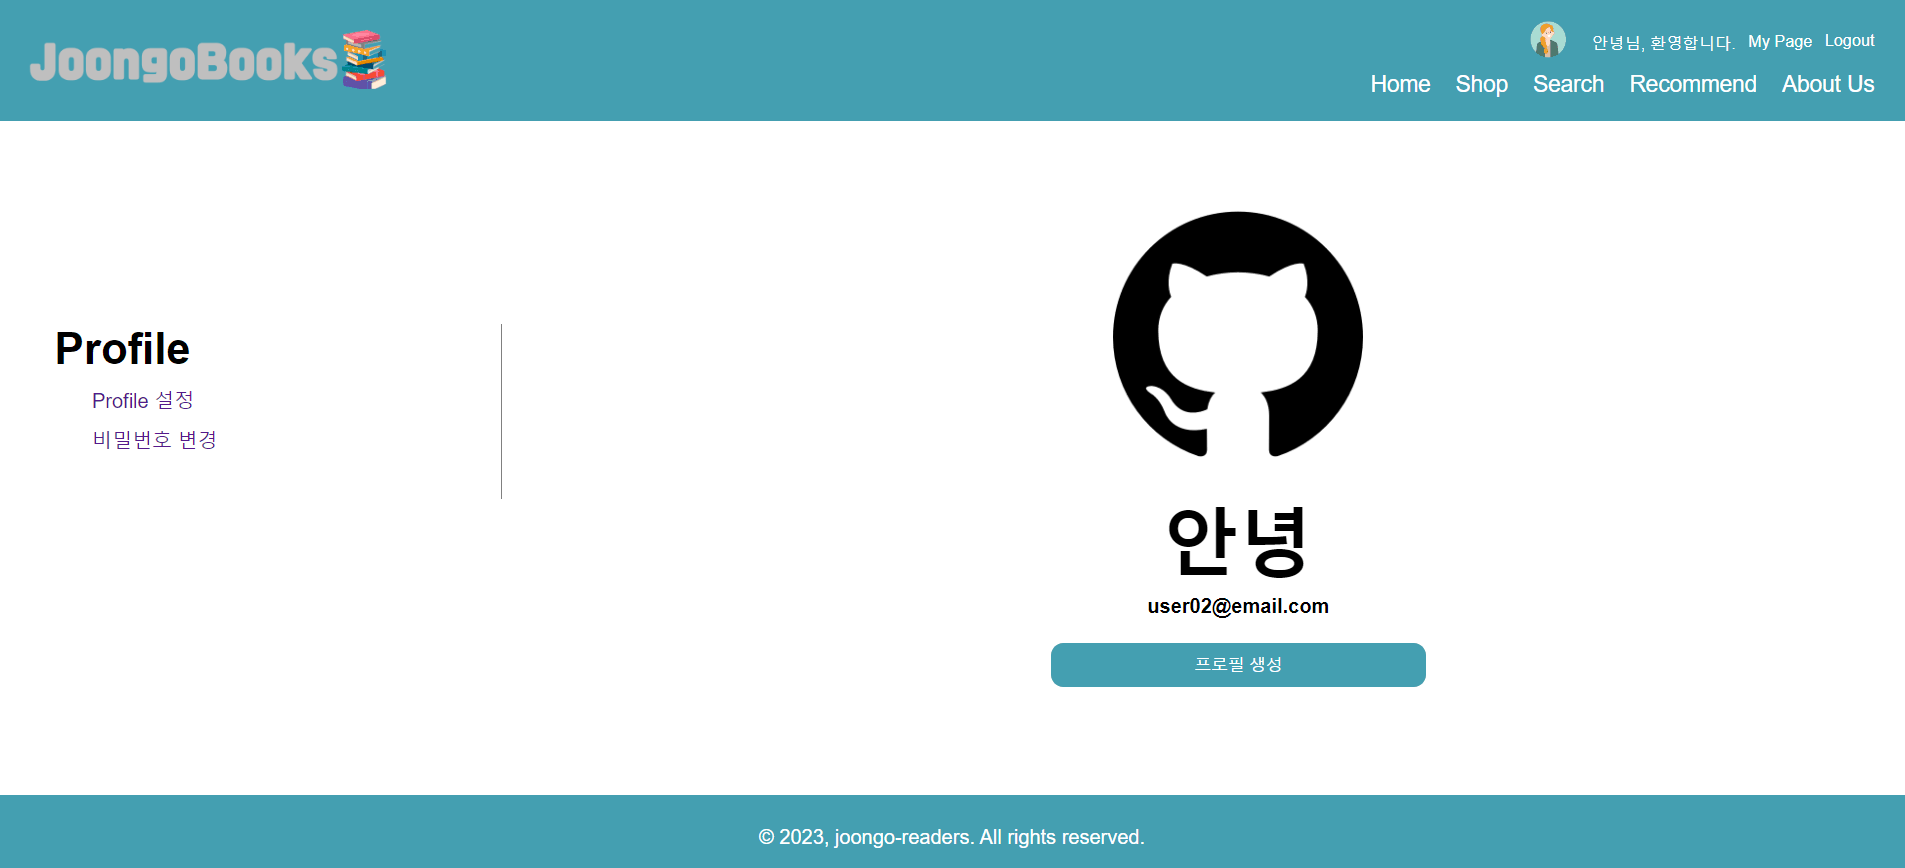 JoongoBooks
안녕님, 환영합니다. My Page Logout
Home Shop Search Recommend About Us
Profile
Profile 설정
비밀번호 변경
안녕
user02@email.com
프로필 생성
© 2023, joongo-readers. All rights reserved.